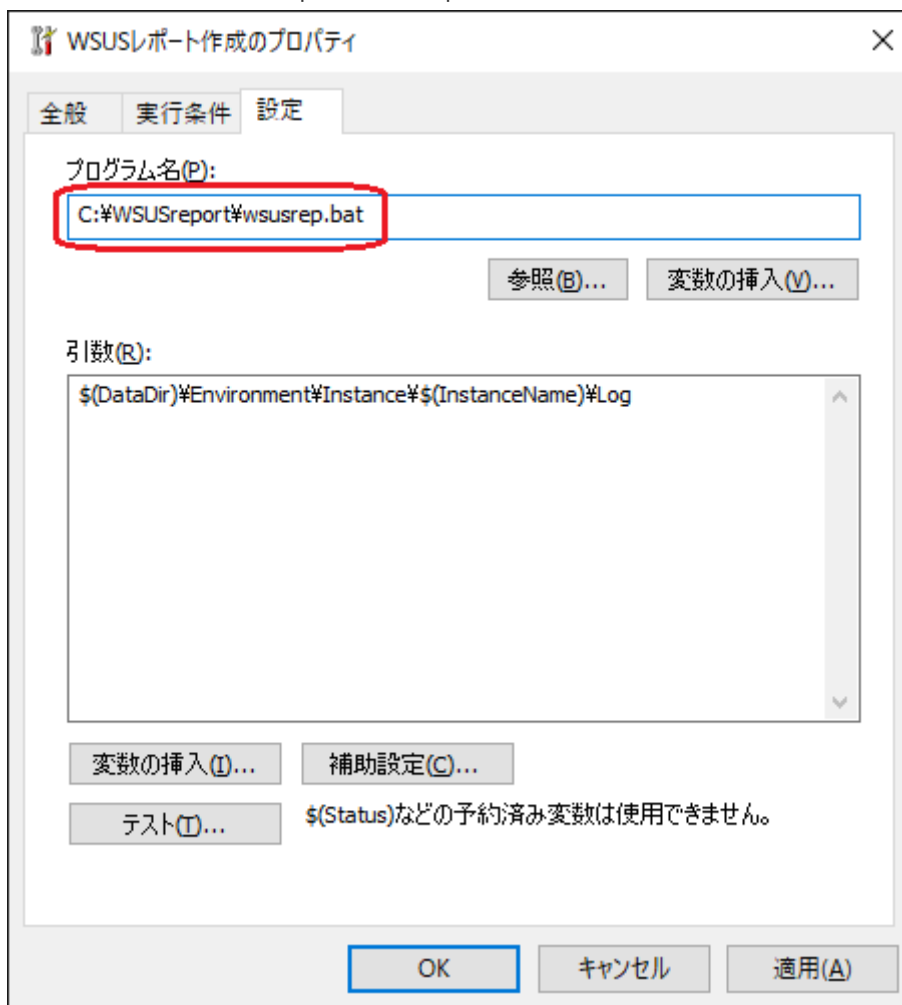 WSUSレポート作成のプロパティ
全般 実行条件 設定
プログラム名(P):
C:¥WSUSreport¥wsusrep.bat
参照(B)... 変数の挿入(V)...
引数(R):
$(DataDir)¥Environment¥Instance¥$(InstanceName)¥Log
変数の挿入(I)... 補助設定(C)...
テスト(T)... $(Status)などの予約済み変数は使用できません。
OK キャンセル 適用(A)